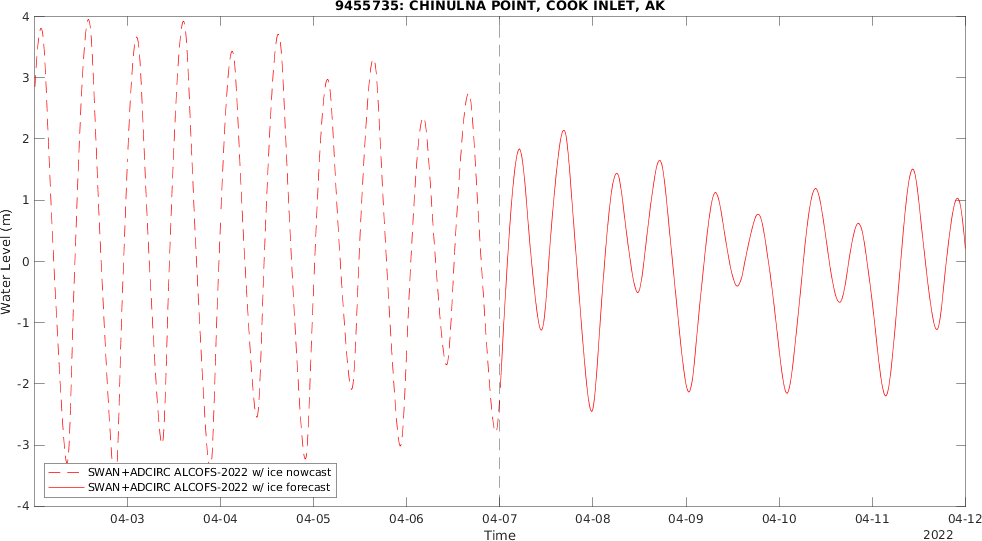 9455735: CHINULNA POINT, COOK INLET, AK
4
3
2
1
0
-1
-2
-3
-4
Water Level (m)
SWAN+ADCIRC ALCOFS-2022 w/ ice nowcast
SWAN+ADCIRC ALCOFS-2022 w/ ice forecast
04-03 04-04 04-05 04-06 04-07 04-08 04-09 04-10 04-11 04-12
Time
2022